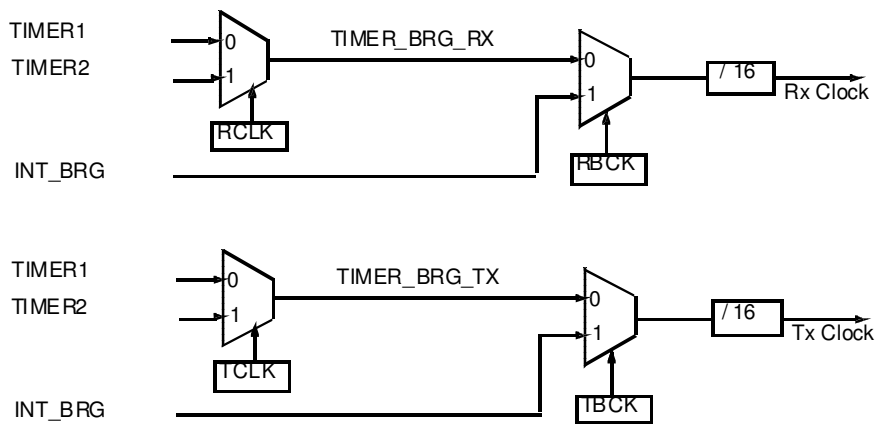 TIMER1
0
TIMER_BRG_RX
TIMER2
1
0
/ 16
1
Rx Clock
RCLK
INT_BRG
RBCK
TIMER1
0
TIMER_BRG_TX
TIMER2
1
0
/ 16
1
Tx Clock
TCLK
INT_BRG
TBCK